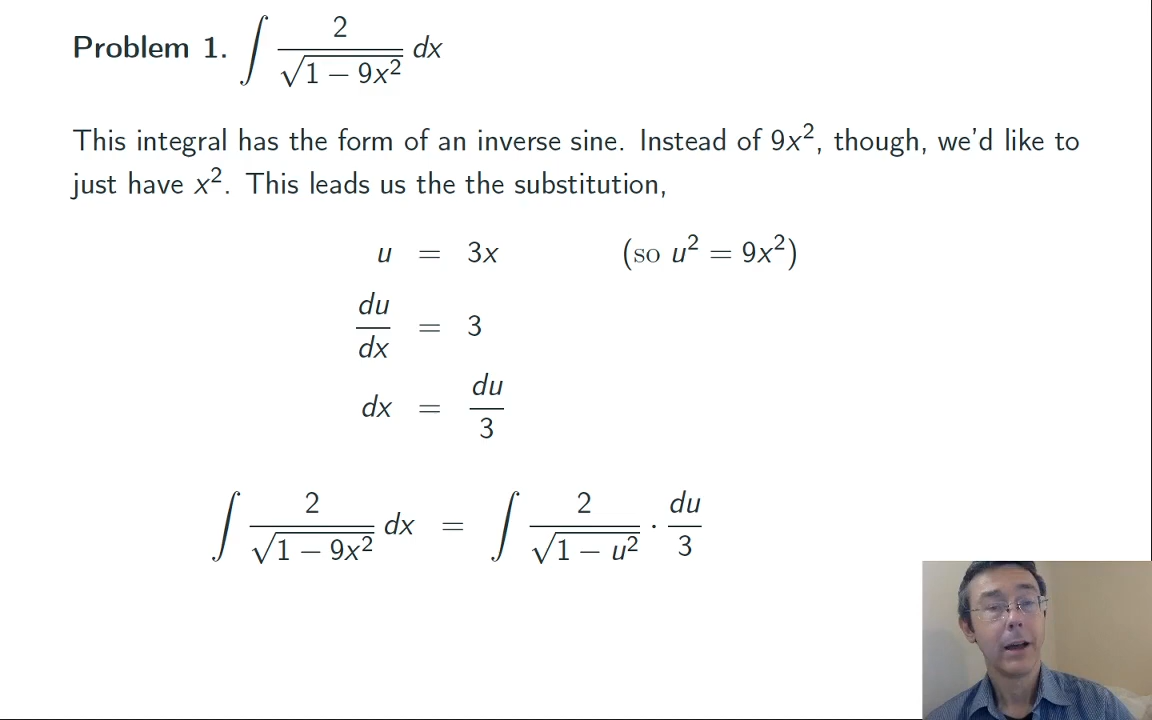 Problem 1. ∫ 2/√(1 − 9x²) dx
This integral has the form of an inverse sine. Instead of 9x², though, we'd like to
just have x². This leads us the the substitution,
u = 3x (so u² = 9x²)
du/dx = 3
dx = du/3
∫ 2/√(1 − 9x²) dx = ∫ 2/√(1 − u²) · du/3